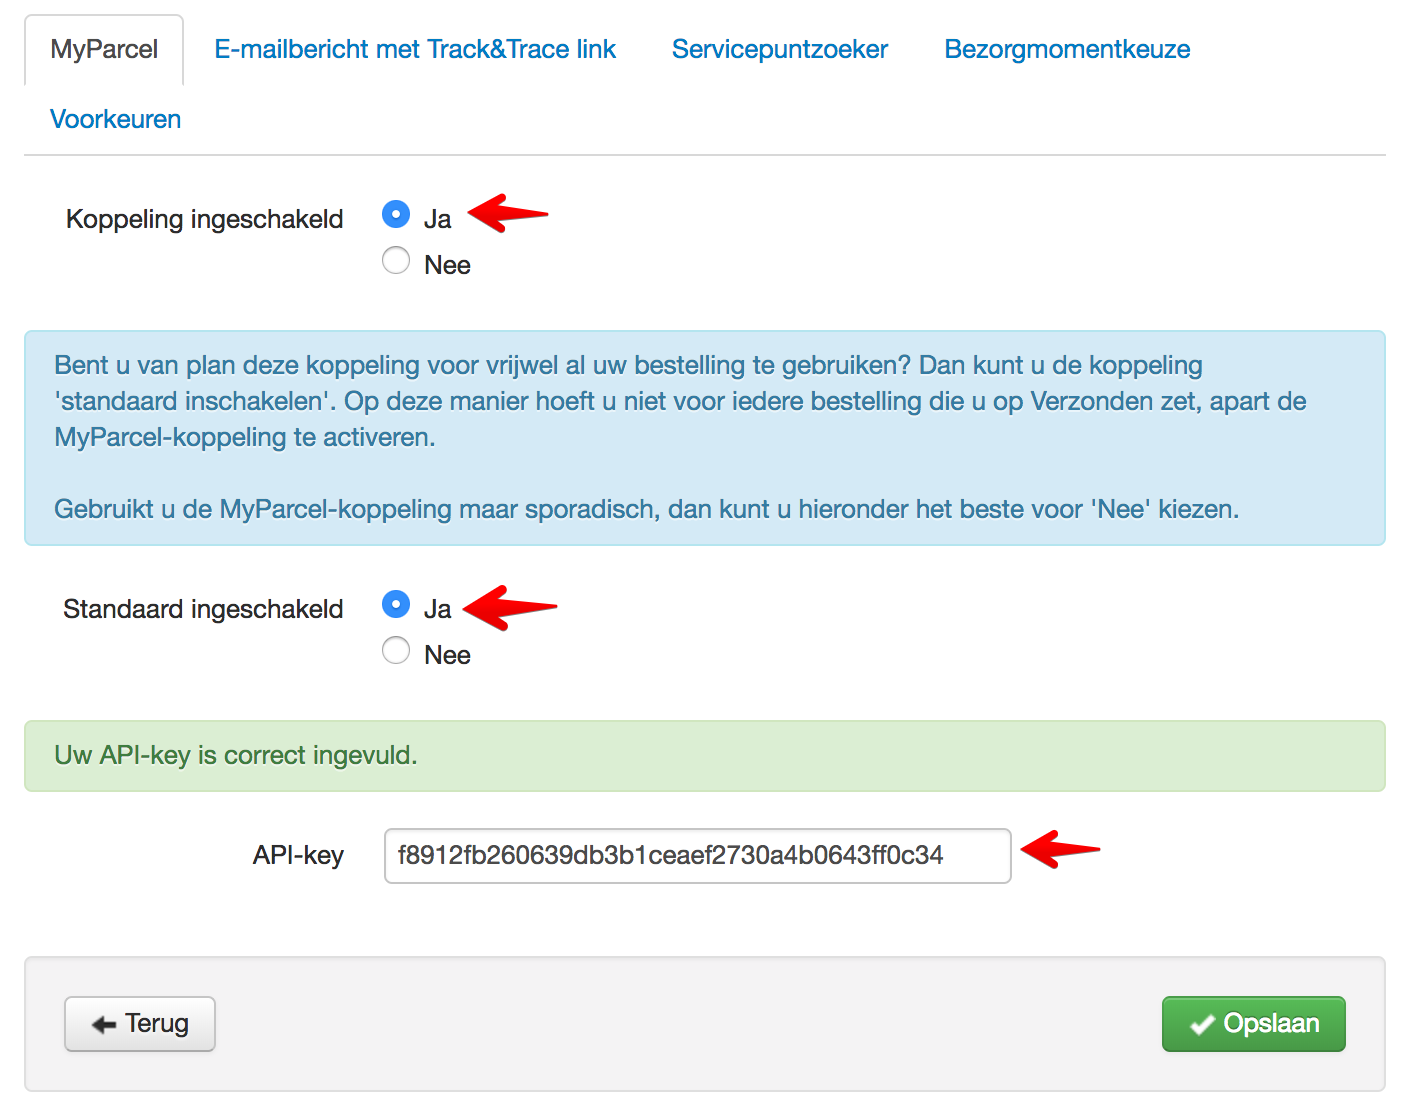 MyParcel
E-mailbericht met Track&Trace link
Servicepuntzoeker
Bezorgmomentkeuze
Voorkeuren
Koppeling ingeschakeld
Ja
Nee
Bent u van plan deze koppeling voor vrijwel al uw bestelling te gebruiken? Dan kunt u de koppeling
'standaard inschakelen'. Op deze manier hoeft u niet voor iedere bestelling die u op Verzonden zet, apart de
MyParcel-koppeling te activeren.
Gebruikt u de MyParcel-koppeling maar sporadisch, dan kunt u hieronder het beste voor 'Nee' kiezen.
Standaard ingeschakeld
Ja
Nee
Uw API-key is correct ingevuld.
API-key
f8912fb260639db3b1ceaef2730a4b0643ff0c34
Terug
Opslaan